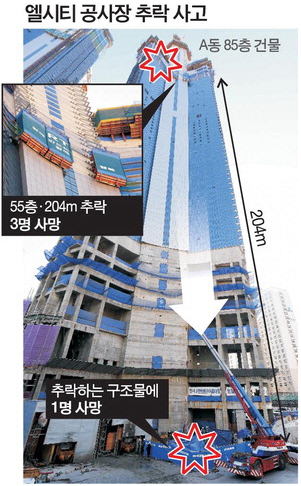 엘시티 공사장 추락 사고
A동 85층 건물
55층·204m 추락
3명 사망
204m
추락하는 구조물에
1명 사망